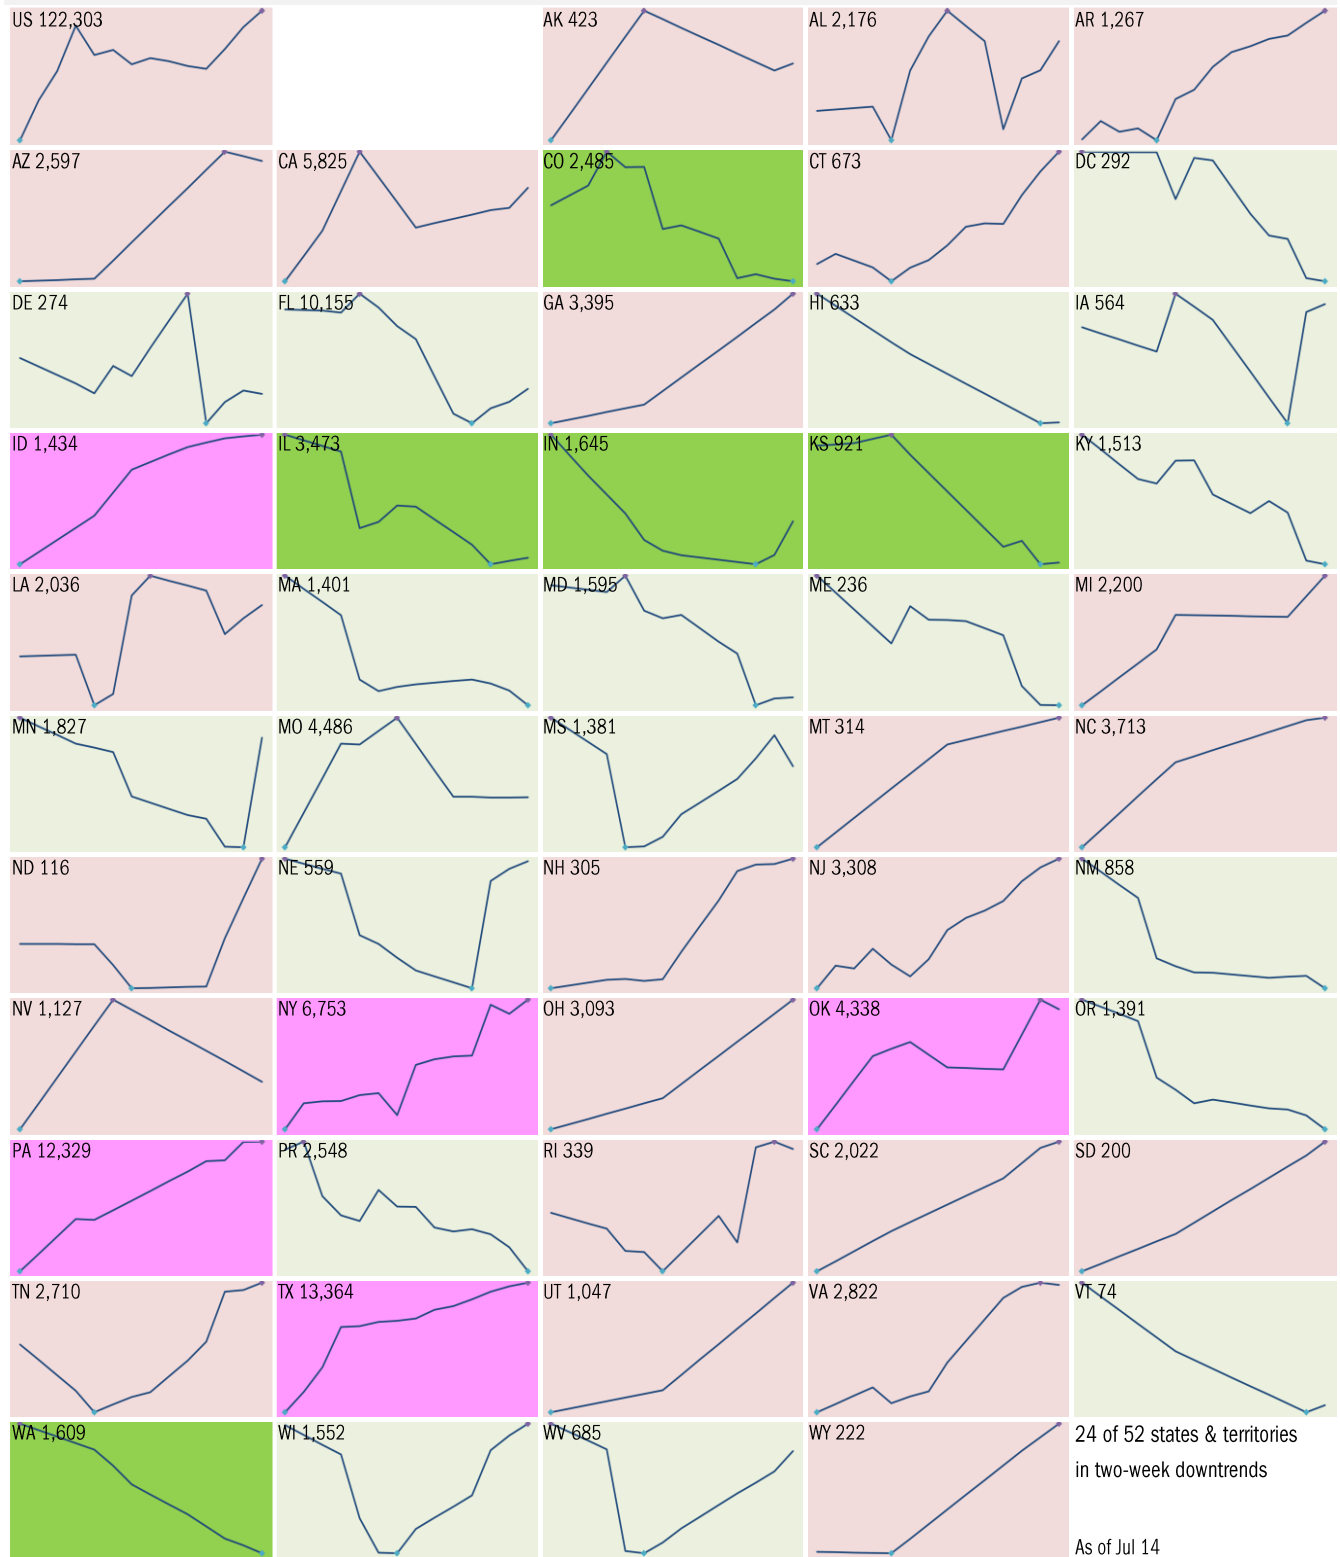 US 122,303
AK 423
AL 2,176
AR 1,267
AZ 2,597
CA 5,825
CO 2,485
CT 673
DC 292
DE 274
FL 10,155
GA 3,395
HI 633
IA 564
ID 1,434
IL 3,473
IN 1,645
KS 921
KY 1,513
LA 2,036
MA 1,401
MD 1,595
ME 236
MI 2,200
MN 1,827
MO 4,486
MS 1,381
MT 314
NC 3,713
ND 116
NE 559
NH 305
NJ 3,308
NM 858
NV 1,127
NY 6,753
OH 3,093
OK 4,338
OR 1,391
PA 12,329
PR 2,548
RI 339
SC 2,022
SD 200
TN 2,710
TX 13,364
UT 1,047
VA 2,822
VT 74
WA 1,609
WI 1,552
WV 685
WY 222
24 of 52 states & territories
in two-week downtrends
As of Jul 14